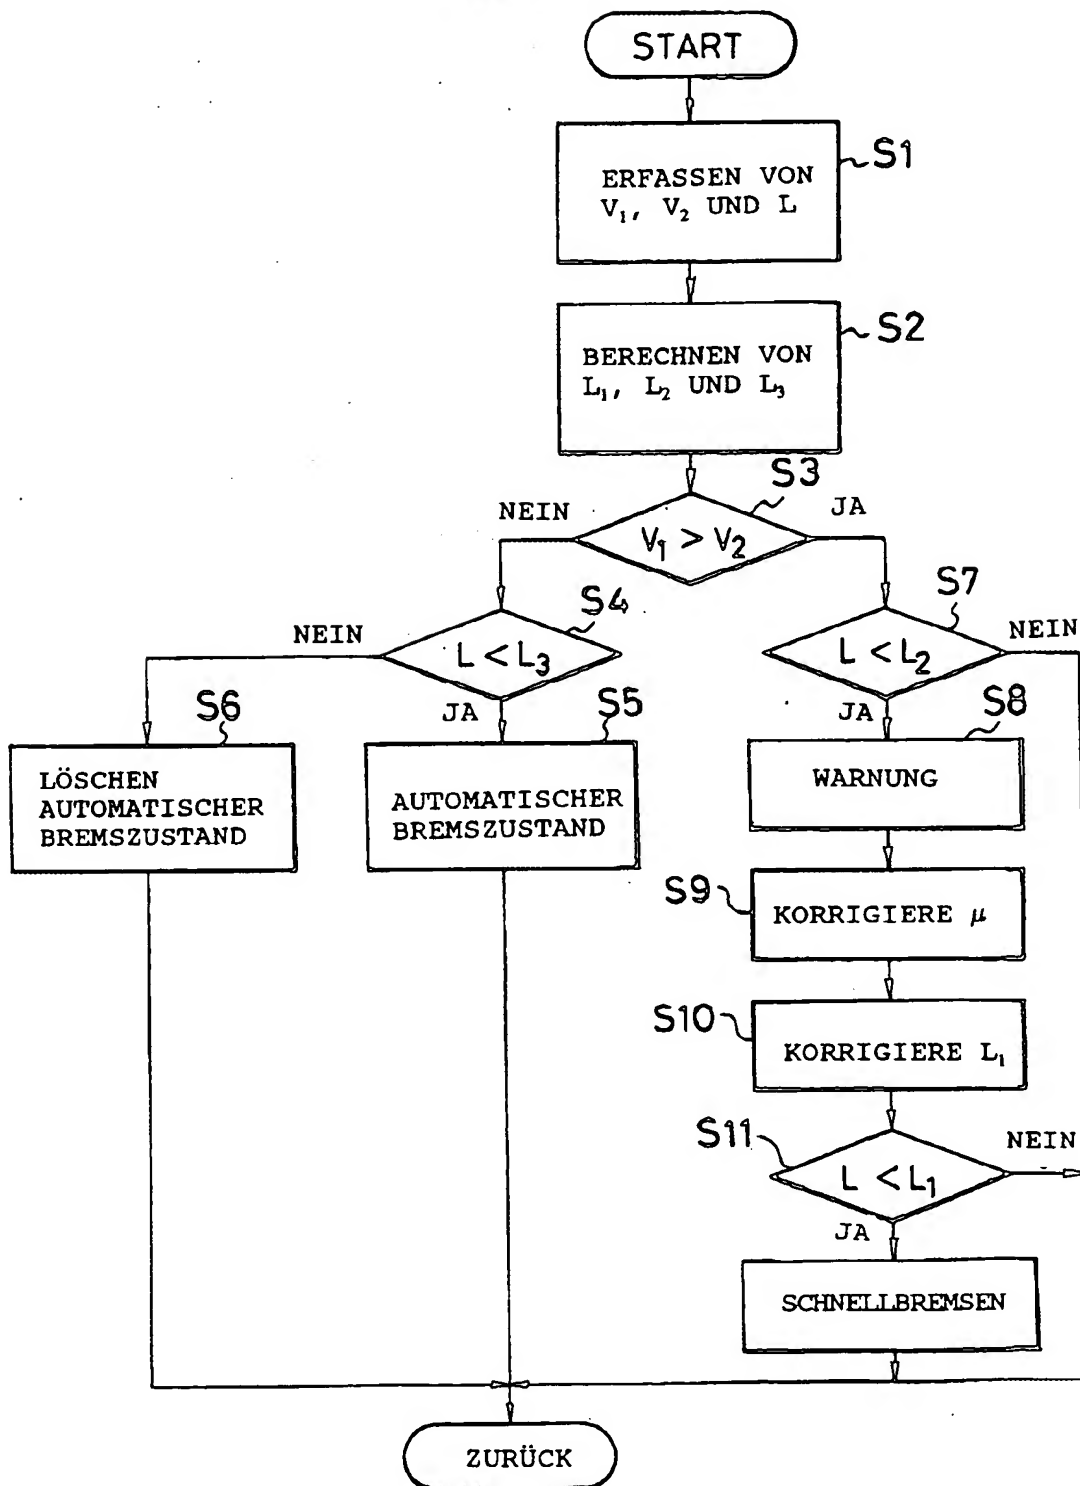 START
S1
ERFASSEN VON
V₁, V₂ UND L
S2
BERECHNEN VON
L₁, L₂ UND L₃
S3
NEIN
JA
V₁ > V₂
S4
S7
NEIN
NEIN
L < L₃
L < L₂
S6
JA
S5
JA
S8
LÖSCHEN
AUTOMATISCHER
BREMSZUSTAND
AUTOMATISCHER
BREMSZUSTAND
WARNUNG
S9
KORRIGIERE μ
S10
KORRIGIERE L₁
S11
NEIN
L < L₁
JA
SCHNELLBREMSEN
ZURÜCK